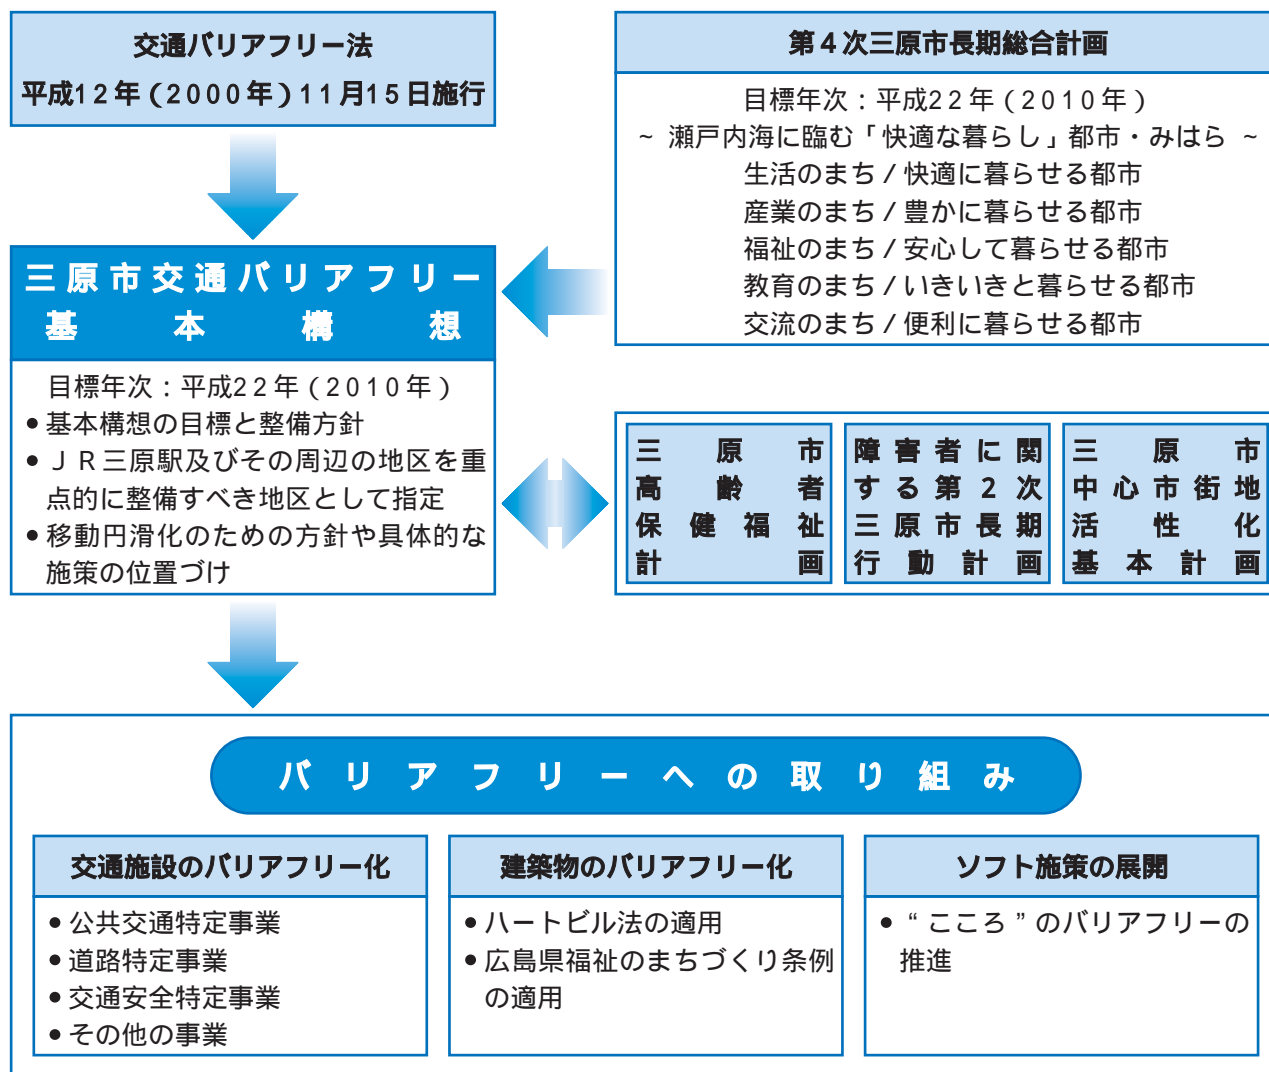 交通バリアフリー法
平成12年(2000年)11月15日施行
第4次三原市長期総合計画
目標年次:平成22年(2010年)
~ 瀬戸内海に臨む「快適な暮らし」都市・みはら ~
生活のまち/快適に暮らせる都市
産業のまち/豊かに暮らせる都市
福祉のまち/安心して暮らせる都市
教育のまち/いきいきと暮らせる都市
交流のまち/便利に暮らせる都市
三原市交通バリアフリー
基本構想
目標年次:平成22年(2010年)
●基本構想の目標と整備方針
●JR三原駅及びその周辺の地区を重
点的に整備すべき地区として指定
●移動円滑化のための方針や具体的な
施策の位置づけ
三原市
高齢者
保健福祉
計画
障害者に関
する第2次
三原市長期
行動計画
三原市
中心市街地
活性化
基本計画
バリアフリーへの取り組み
交通施設のバリアフリー化
●公共交通特定事業
●道路特定事業
●交通安全特定事業
●その他の事業
建築物のバリアフリー化
●ハートビル法の適用
●広島県福祉のまちづくり条例
の適用
ソフト施策の展開
●“こころ”のバリアフリーの
推進